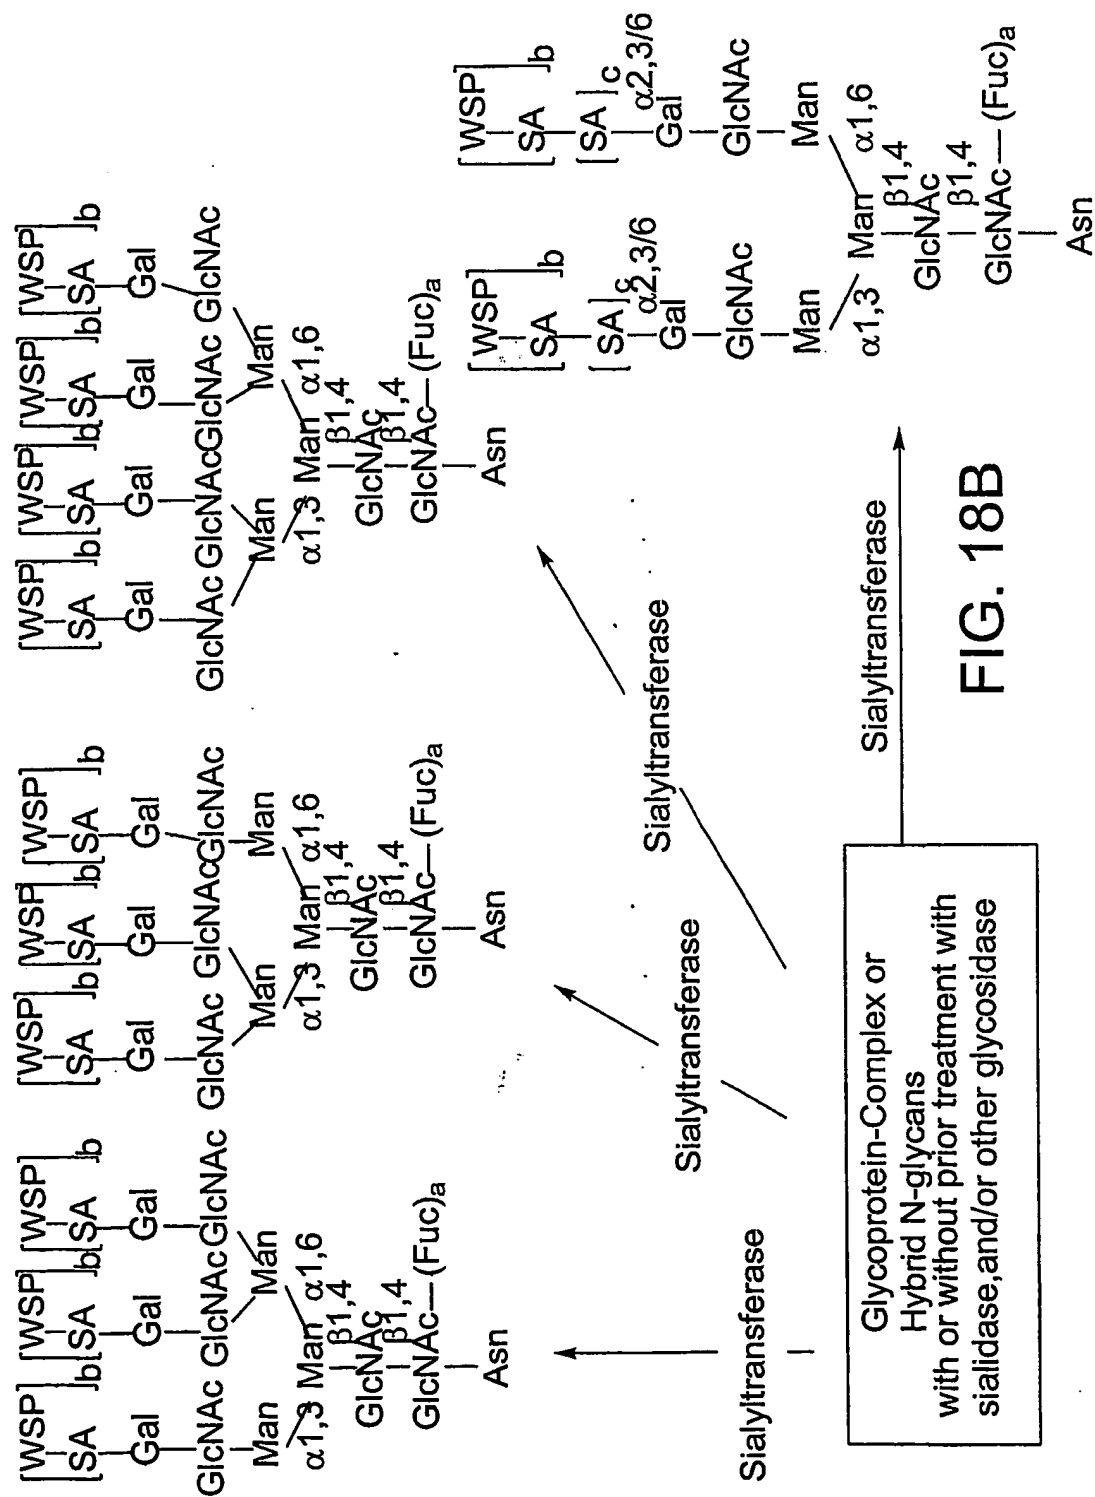 [WSP] [WSP] [WSP]
[SA ]b [SA ]b [SA ]b
Gal Gal Gal
GlcNAc GlcNAc GlcNAc
Man Man
α1,3 Man α1,6
β1,4
GlcNAc
β1,4
GlcNAc—(Fuc)a
Asn
[WSP] [WSP] [WSP]
[SA ]b [SA ]b [SA ]b
Gal Gal Gal
GlcNAc GlcNAc GlcNAc
Man Man
α1,3 Man α1,6
β1,4
GlcNAc
β1,4
GlcNAc—(Fuc)a
Asn
[WSP] [WSP] [WSP] [WSP]
[SA ]b [SA ]b [SA ]b [SA ]b
Gal Gal Gal Gal
GlcNAc GlcNAc GlcNAc GlcNAc
Man Man
α1,3 Man α1,6
β1,4
GlcNAc
β1,4
GlcNAc—(Fuc)a
Asn
[WSP] [WSP]
[SA ]b [SA ]b
[SA ]c [SA ]c
α2,3/6 α2,3/6
Gal Gal
GlcNAc GlcNAc
Man Man
α1,3 Man α1,6
β1,4
GlcNAc
β1,4
GlcNAc—(Fuc)a
Asn
Sialyltransferase
Sialyltransferase
Sialyltransferase
Sialyltransferase
Glycoprotein-Complex or
Hybrid N-glycans
with or without prior treatment with
sialidase,and/or other glycosidase
FIG. 18B